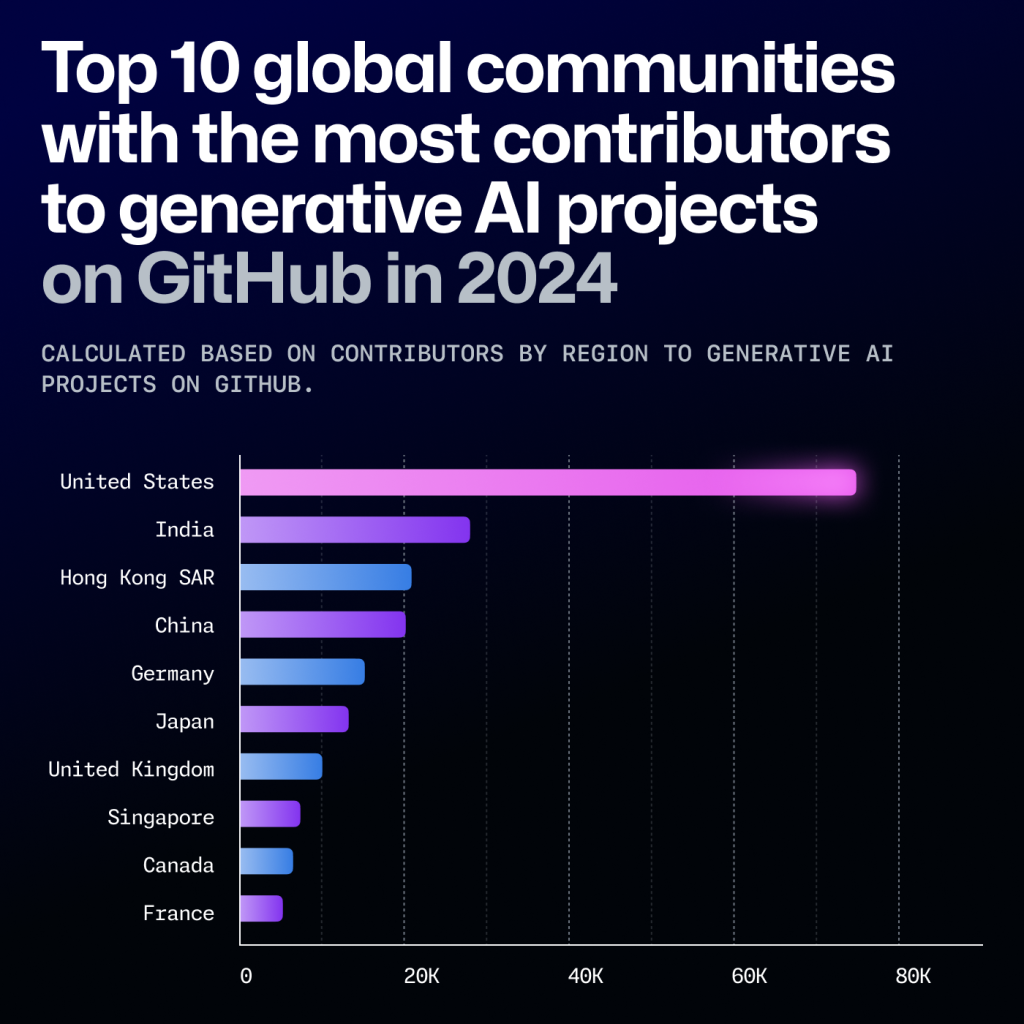 Top 10 global communities
with the most contributors
to generative AI projects
on GitHub in 2024
CALCULATED BASED ON CONTRIBUTORS BY REGION TO GENERATIVE AI
PROJECTS ON GITHUB.
United States
India
Hong Kong SAR
China
Germany
Japan
United Kingdom
Singapore
Canada
France
0 20K 40K 60K 80K